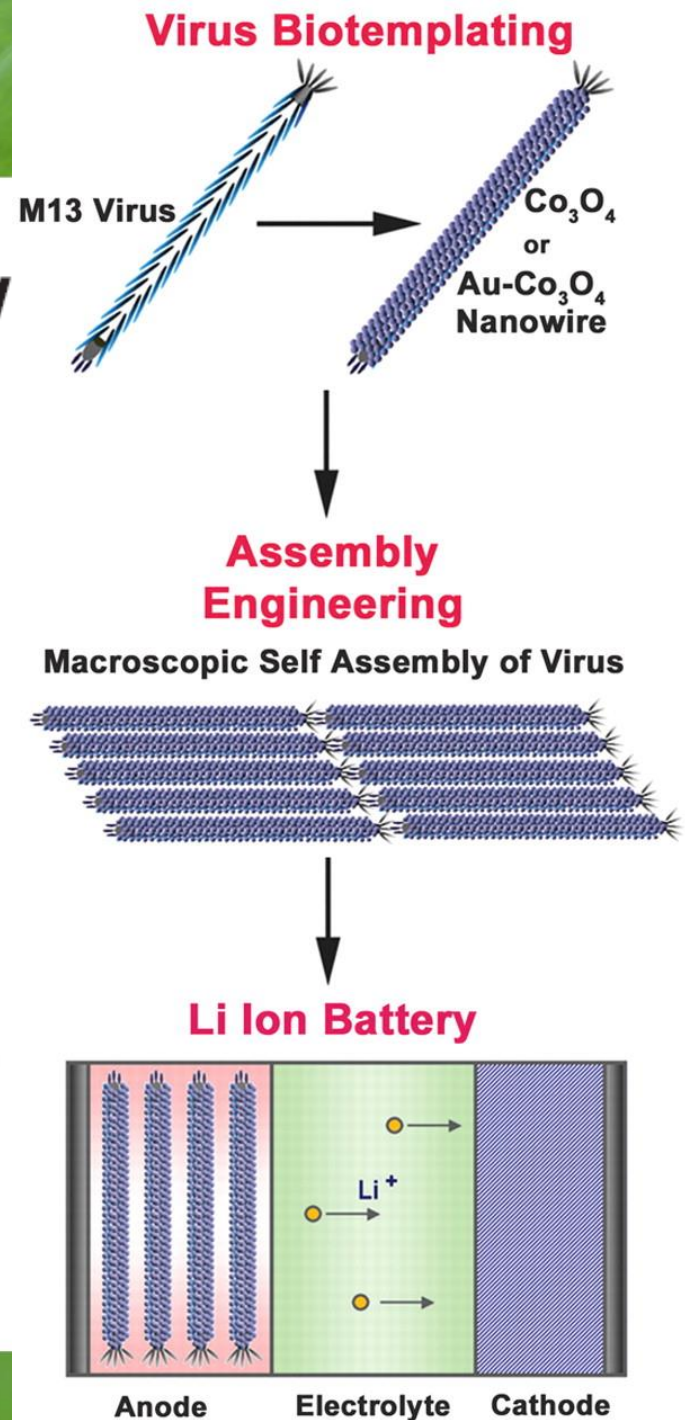 Virus Biotemplating
M13 Virus
Co₃O₄
or
Au-Co₃O₄
Nanowire
Assembly
Engineering
Macroscopic Self Assembly of Virus
Li Ion Battery
Li⁺
Anode Electrolyte Cathode